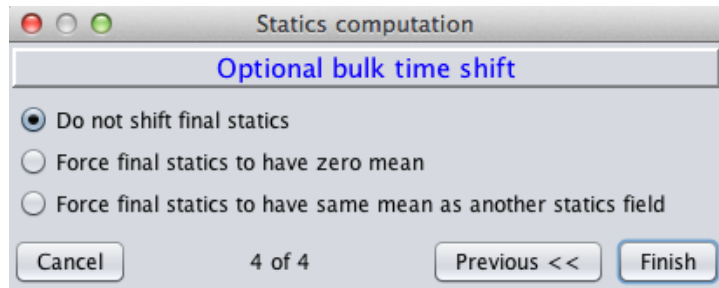 Statics computation
Optional bulk time shift
Do not shift final statics
Force final statics to have zero mean
Force final statics to have same mean as another statics field
Cancel 4 of 4 Previous << Finish